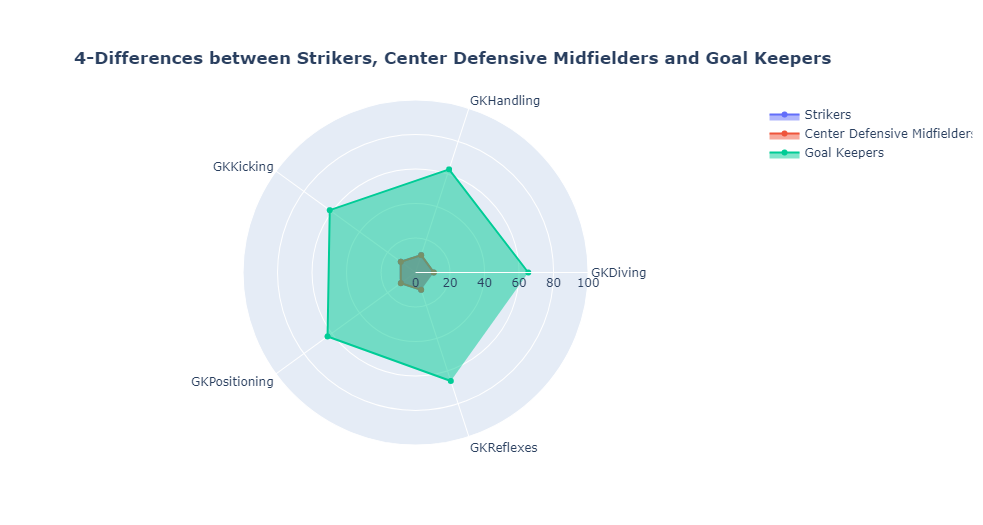 4-Differences between Strikers, Center Defensive Midfielders and Goal Keepers
GKHandling
Strikers
Center Defensive Midfielders
Goal Keepers
GKKicking
GKDiving
0 20 40 60 80 100
GKPositioning
GKReflexes